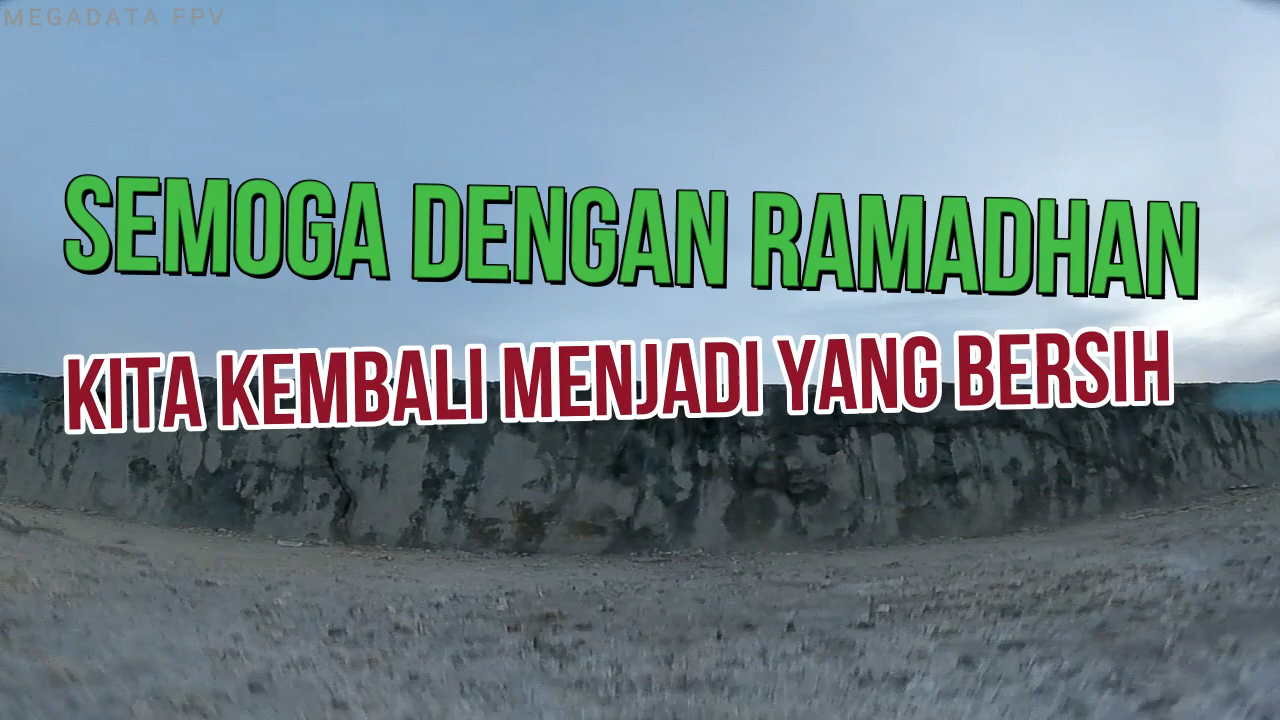 MEGADATA FPV
SEMOGA DENGAN RAMADHAN
KITA KEMBALI MENJADI YANG BERSIH